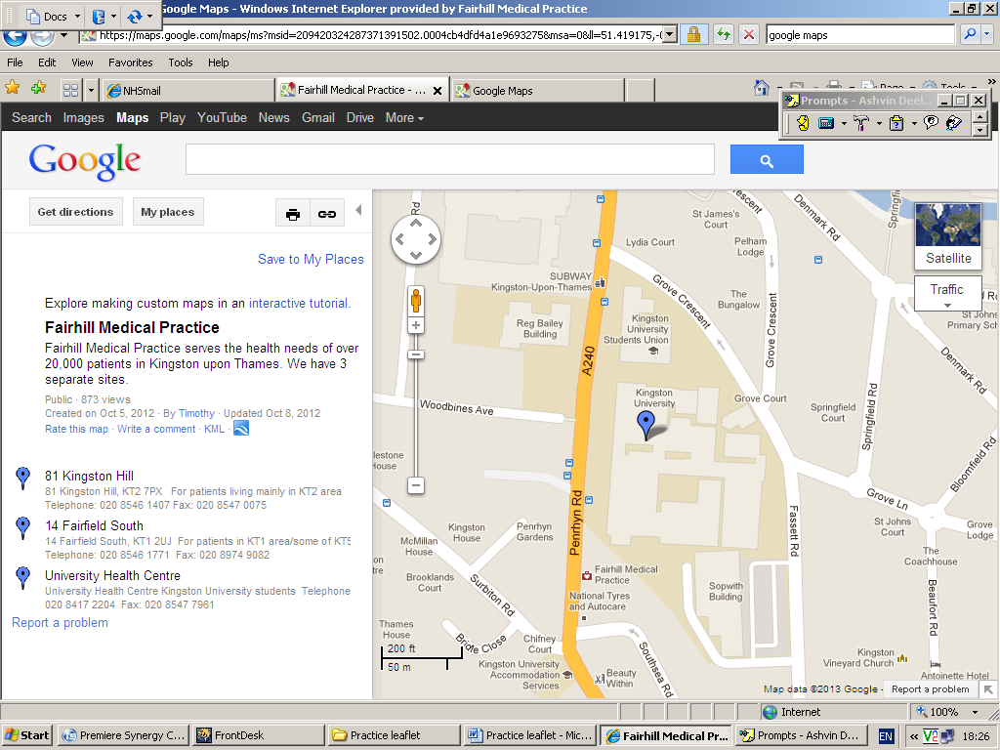 Docs
Google Maps - Windows Internet Explorer provided by Fairhill Medical Practice
https://maps.google.com/maps/ms?msid=209420324287371391502.0004cb4dfd4a1e96932758&msa=0&ll=51.419175,-0
google maps
File Edit View Favorites Tools Help
NHSmail
Fairhill Medical Practice - ...
Google Maps
Page
Tools
Prompts - Ashvin Deel...
Search Images Maps Play YouTube News Gmail Drive More
Google
Get directions
My places
Save to My Places
Explore making custom maps in an interactive tutorial.
Fairhill Medical Practice
Fairhill Medical Practice serves the health needs of over
20,000 patients in Kingston upon Thames. We have 3
separate sites.
Public · 873 views
Created on Oct 5, 2012 · By Timothy · Updated Oct 8, 2012
Rate this map · Write a comment · KML ·
81 Kingston Hill
81 Kingston Hill, KT2 7PX For patients living mainly in KT2 area
Telephone: 020 8546 1407 Fax: 020 8547 0075
14 Fairfield South
14 Fairfield South, KT1 2UJ For patients in KT1 area/some of KT5
Telephone: 020 8546 1771 Fax: 020 8974 9082
University Health Centre
University Health Centre Kingston University students Telephone
020 8417 2204 Fax: 020 8547 7961
Report a problem
Rd
St James's
Court
Crescent
Denmark Rd
Springfield
Satellite
Traffic
Lydia Court
Pelham
Lodge
SUBWAY
Kingston-Upon-Thames
Grove Crescent
The
Bungalow
Grove Crescent
St John's
Primary Sc
Reg Bailey
Building
Kingston
University
Students Union
A240
Denmark Rd
Kingston
University
Grove Court
Woodbines Ave
Springfield
Court
Springfield Rd
Bloomfield Rd
lestone
House
Penrhyn Rd
Fassett Rd
Grove Ln
St Johns
Court
Grove
Lodge
McMillan
House
Kingston
House
Penrhyn
Gardens
The
Coachhouse
on
tre
Brooklands
Court
Surbiton Rd
Fairhill Medical
Practice
National Tyres
and Autocare
Sopwith
Building
Beaufort Rd
Thames
House
Bride Close
Chifney
Court
Southsea Rd
200 ft
50 m
Kingston University
Accommodation
Services
Beauty
Within
Kingston
Vineyard Church
Antoinette Hotel
Map data ©2013 Google -
Report a problem
Internet
100%
Start
Premiere Synergy C...
FrontDesk
Practice leaflet
Practice leaflet - Mic...
Fairhill Medical Pr...
Prompts - Ashvin Deel...
EN
18:26